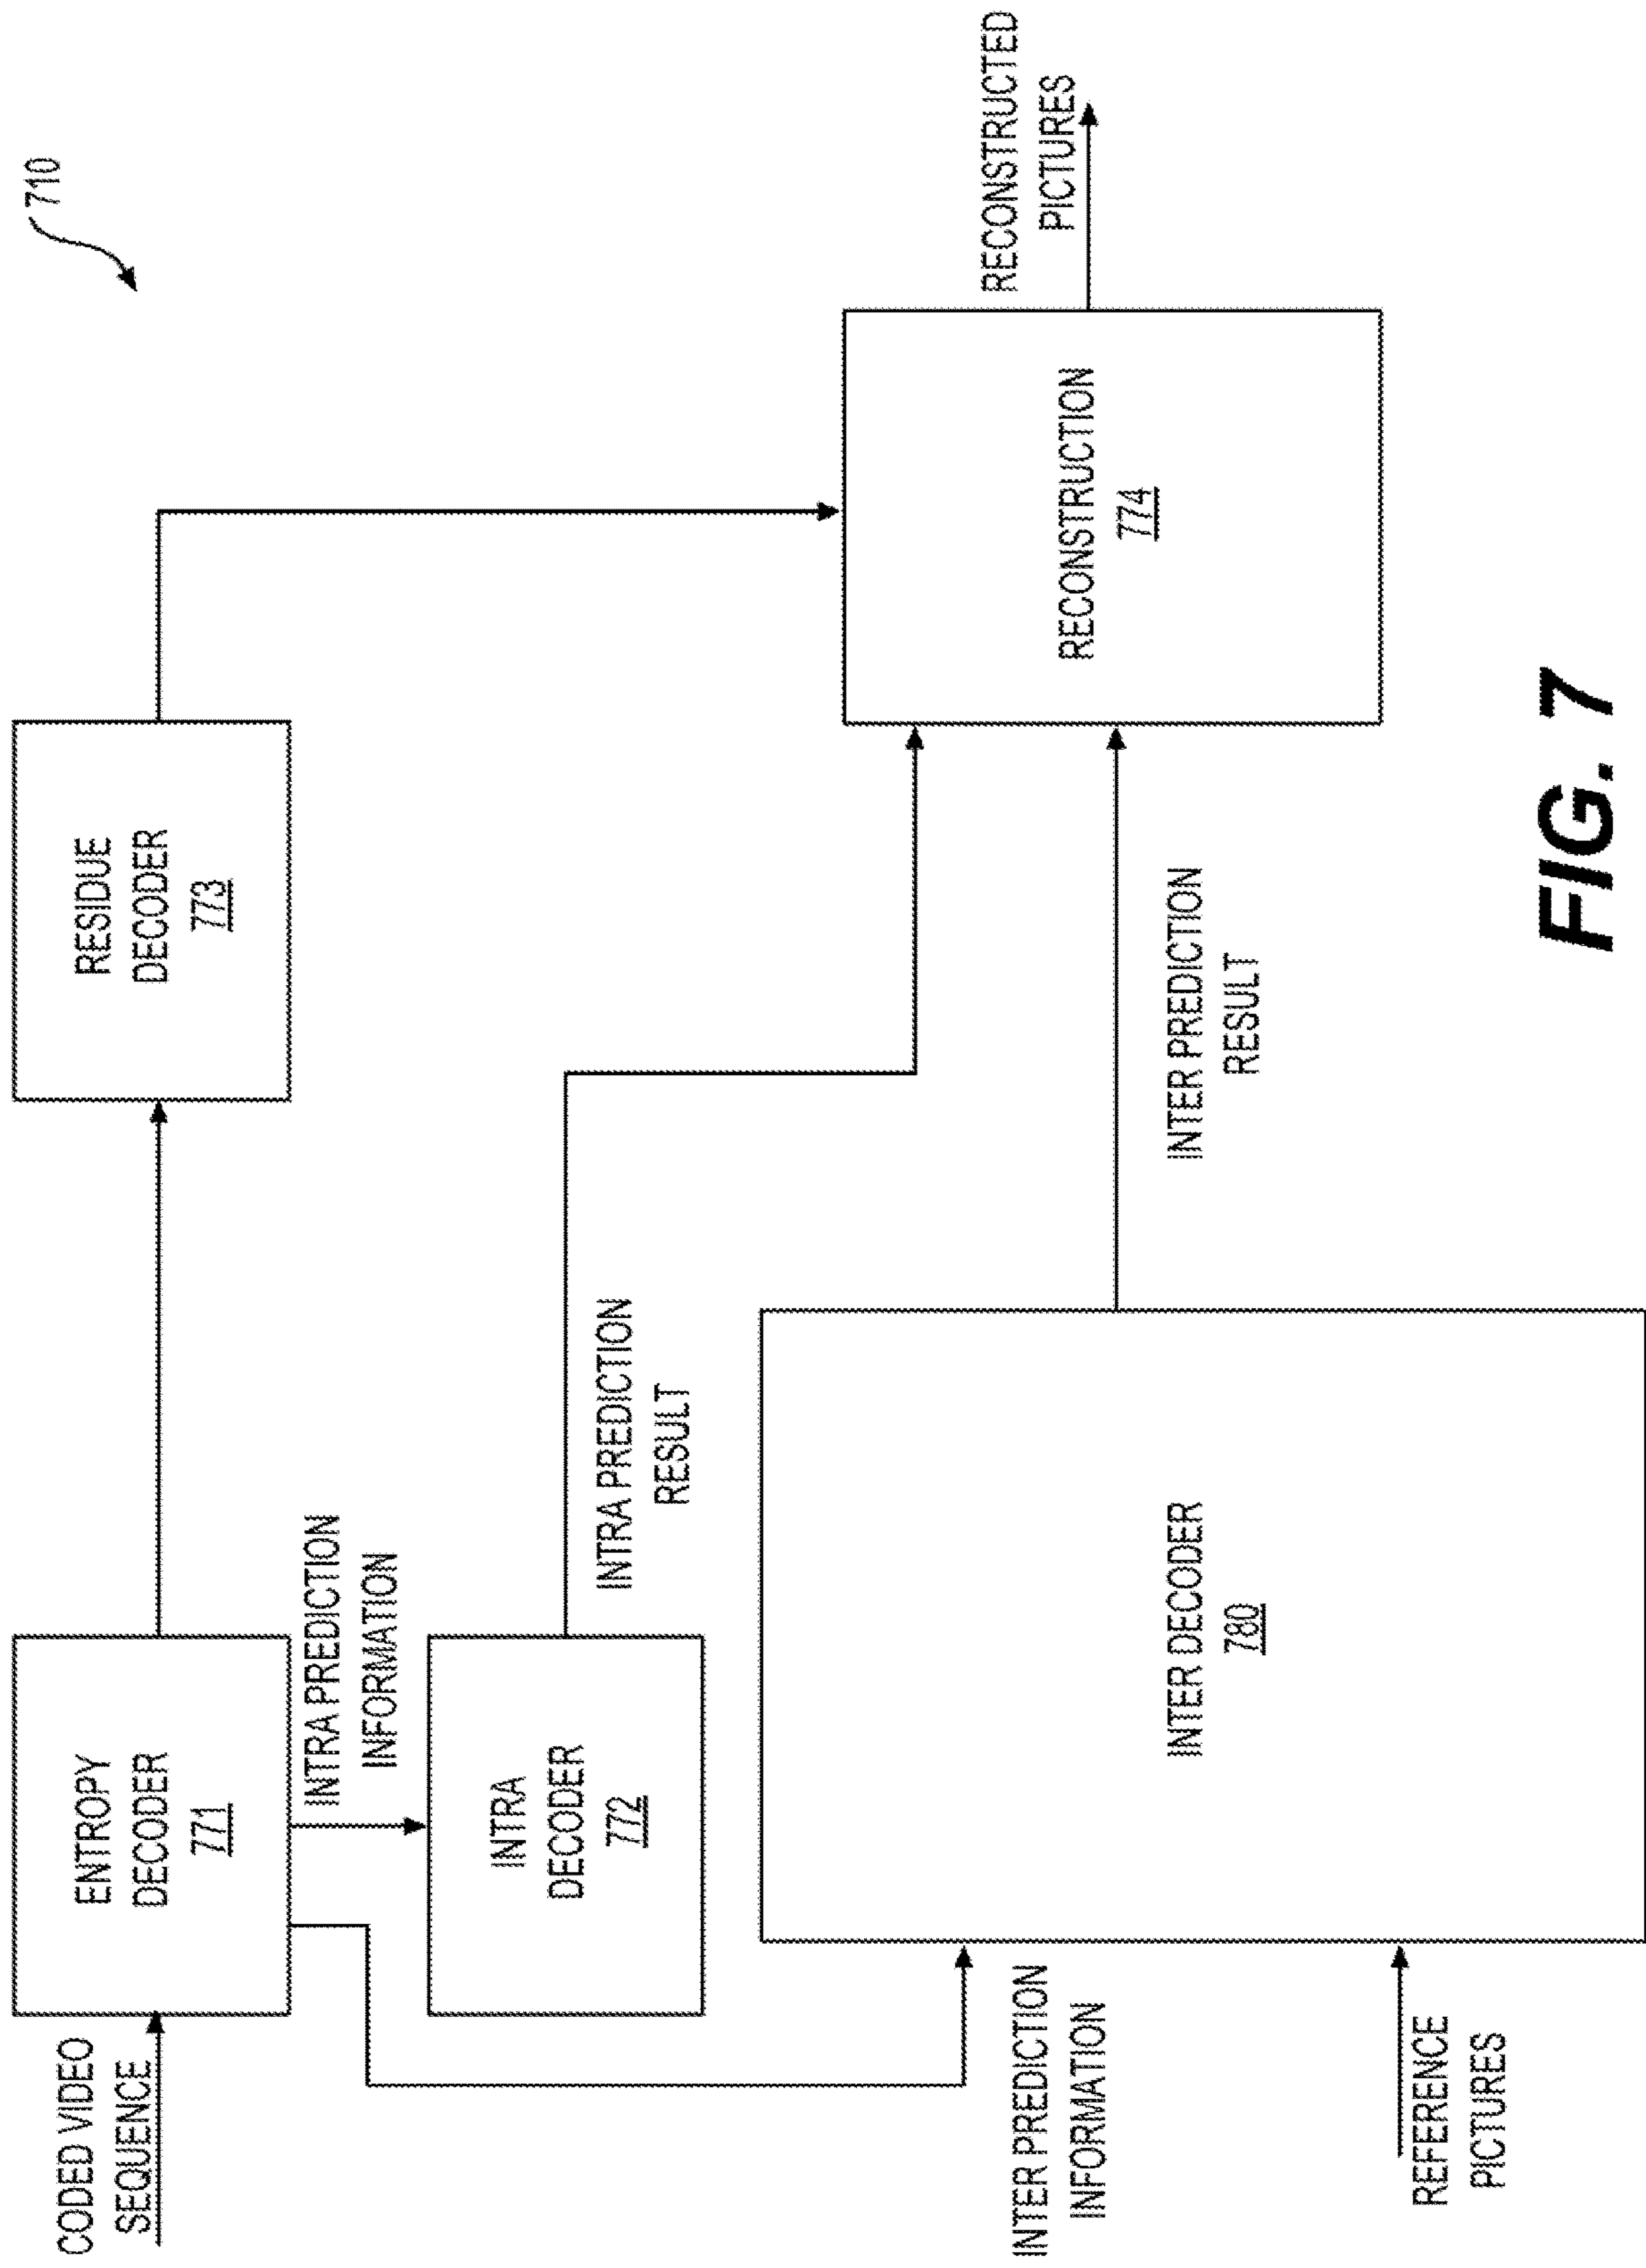 710
CODED VIDEO
SEQUENCE
ENTROPY
DECODER
771
RESIDUE
DECODER
773
INTRA PREDICTION
INFORMATION
INTRA
DECODER
772
INTRA PREDICTION
RESULT
INTER PREDICTION
INFORMATION
REFERENCE
PICTURES
INTER DECODER
780
INTER PREDICTION
RESULT
RECONSTRUCTION
774
RECONSTRUCTED
PICTURES
FIG. 7